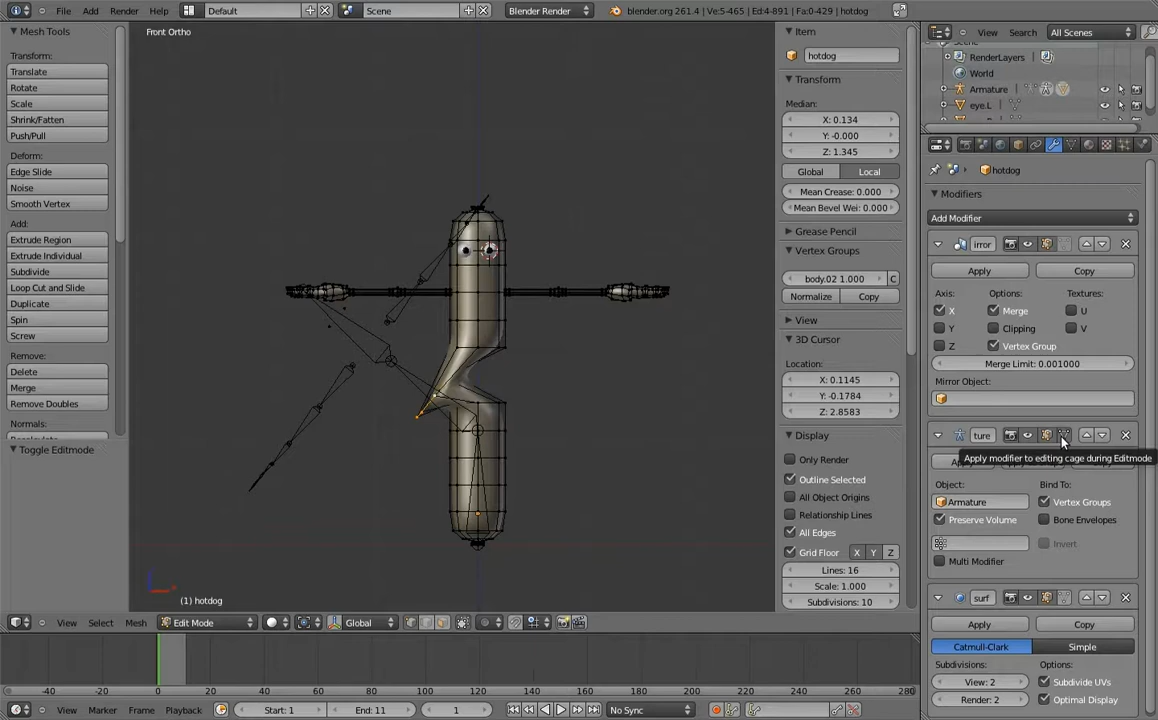 File Add Render Help Default Scene Blender Render blender.org 261.4 | Ve:5-465 | Ed:4-891 | Fa:0-429 | hotdog
Mesh Tools
Transform:
Translate
Rotate
Scale
Shrink/Fatten
Push/Pull
Deform:
Edge Slide
Noise
Smooth Vertex
Add:
Extrude Region
Extrude Individual
Subdivide
Loop Cut and Slide
Duplicate
Spin
Screw
Remove:
Delete
Merge
Remove Doubles
Normals:
Toggle Editmode
Front Ortho
(1) hotdog
View Select Mesh Edit Mode Global
Item
hotdog
Transform
Median:
X: 0.134
Y: -0.000
Z: 1.345
Global Local
Mean Crease: 0.000
Mean Bevel Wei: 0.000
Grease Pencil
Vertex Groups
body.02 1.000 C
Normalize Copy
View
3D Cursor
Location:
X: 0.1145
Y: -0.1784
Z: 2.8583
Display
Only Render
Outline Selected
All Object Origins
Relationship Lines
All Edges
Grid Floor X Y Z
Lines: 16
Scale: 1.000
Subdivisions: 10
View Search All Scenes
RenderLayers
World
Armature
eye.L
hotdog
Modifiers
Add Modifier
irror
Apply Copy
Axis: Options: Textures:
X Merge U
Y Clipping V
Z Vertex Group
Merge Limit: 0.001000
Mirror Object:
ture
Apply modifier to editing cage during Editmode
Object: Bind To:
Armature Vertex Groups
Preserve Volume Bone Envelopes
Invert
Multi Modifier
surf
Apply Copy
Catmull-Clark Simple
Subdivisions: Options:
View: 2 Subdivide UVs
Render: 2 Optimal Display
-40 -20 0 20 40 60 80 100 120 140 160 180 200 220 240 260 280
View Marker Frame Playback Start: 1 End: 11 1 No Sync